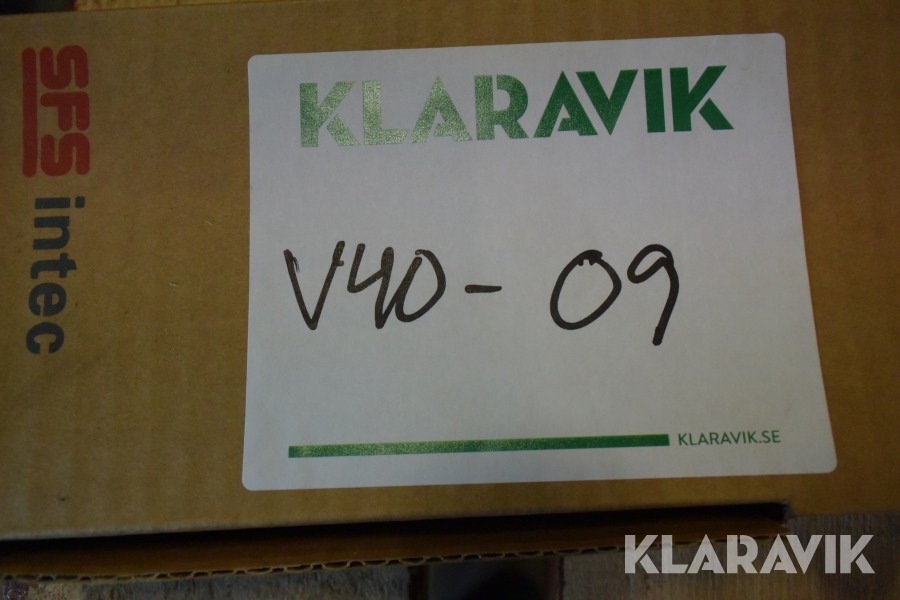 SFS intec
KLARAVIK
V40-09
KLARAVIK.SE
KLARAVIK